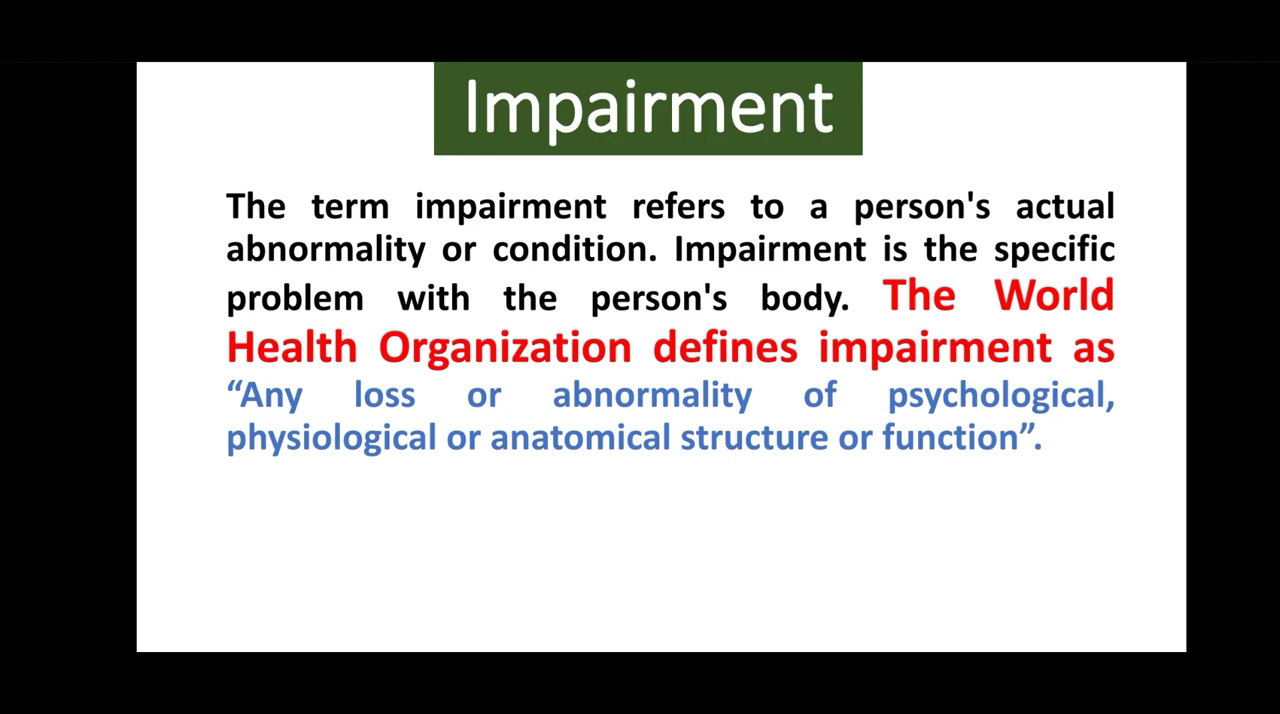 Impairment
The term impairment refers to a person's actual
abnormality or condition. Impairment is the specific
problem with the person's body. The World
Health Organization defines impairment as
“Any loss or abnormality of psychological,
physiological or anatomical structure or function”.